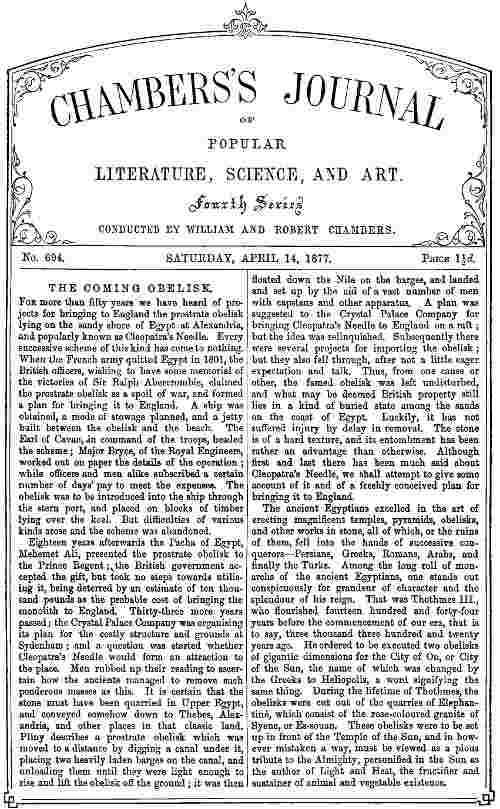 CHAMBERS'S JOURNAL
OF
POPULAR
LITERATURE, SCIENCE, AND ART.
Fourth Series
CONDUCTED BY WILLIAM AND ROBERT CHAMBERS.
No. 694.
SATURDAY, APRIL 14, 1877.
PRICE 1½d.
THE COMING OBELISK.
FOR more than fifty years we have heard of pro-
jects for bringing to England the prostrate obelisk
lying on the sandy shore of Egypt at Alexandria,
and popularly known as Cleopatra's Needle. Every
successive scheme of this kind has come to nothing.
When the French army quitted Egypt in 1801, the
British officers, wishing to have some memorial of
the victories of Sir Ralph Abercrombie, claimed
the prostrate obelisk as a spoil of war, and formed
a plan for bringing it to England. A ship was
obtained, a mode of stowage planned, and a jetty
built between the obelisk and the beach. The
Earl of Cavan, in command of the troops, headed
the scheme; Major Bryce, of the Royal Engineers,
worked out on paper the details of the operation;
while officers and men alike subscribed a certain
number of days' pay to meet the expenses. The
obelisk was to be introduced into the ship through
the stern port, and placed on blocks of timber
lying over the keel. But difficulties of various
kinds arose and the scheme was abandoned.
Eighteen years afterwards the Pacha of Egypt,
Mehemet Ali, presented the prostrate obelisk to
the Prince Regent; the British government ac-
cepted the gift, but took no steps towards utilis-
ing it, being deterred by an estimate of ten thou-
sand pounds as the probable cost of bringing the
monolith to England. Thirty-three more years
passed; the Crystal Palace Company was organising
its plan for the costly structure and grounds at
Sydenham; and a question was started whether
Cleopatra's Needle would form an attraction to
the place. Men rubbed up their reading to ascer-
tain how the ancients managed to remove such
ponderous masses as this. It is certain that the
stone must have been quarried in Upper Egypt,
and conveyed somehow down to Thebes, Alex-
andria, and other places in that classic land.
Pliny describes a prostrate obelisk which was
moved to a distance by digging a canal under it,
placing two heavily laden barges on the canal, and
unloading them until they were light enough to
rise and lift the obelisk off the ground; it was then
floated down the Nile on the barges, and landed
and set up by the aid of a vast number of men
with capstans and other apparatus. A plan was
suggested to the Crystal Palace Company for
bringing Cleopatra's Needle to England on a raft;
but the idea was relinquished. Subsequently there
were several projects for importing the obelisk;
but they also fell through, after not a little eager
expectation and talk. Thus, from one cause or
other, the famed obelisk was left undisturbed,
and what may be deemed British property still
lies in a kind of buried state among the sands
on the coast of Egypt. Luckily, it has not
suffered injury by delay in removal. The stone
is of a hard texture, and its entombment has been
rather an advantage than otherwise. Although
first and last there has been much said about
Cleopatra's Needle, we shall attempt to give some
account of it and of a freshly conceived plan for
bringing it to England.
The ancient Egyptians excelled in the art of
erecting magnificent temples, pyramids, obelisks,
and other works in stone, all of which, or the ruins
of them, fell into the hands of successive con-
querors—Persians, Greeks, Romans, Arabs, and
finally the Turks. Among the long roll of mon-
archs of the ancient Egyptians, one stands out
conspicuously for grandeur of character and the
splendour of his reign. That was Thothmes III.,
who flourished fourteen hundred and forty-four
years before the commencement of our era, that is
to say, three thousand three hundred and twenty
years ago. He ordered to be executed two obelisks
of gigantic dimensions for the City of On, or City
of the Sun, the name of which was changed by
the Greeks to Heliopolis, a word signifying the
same thing. During the lifetime of Thothmes, the
obelisks were cut out of the quarries of Elephan-
tiné, which consist of the rose-coloured granite of
Syene, or Es-souan. These obelisks were to be set
up in front of the Temple of the Sun, and in how-
ever mistaken a way, must be viewed as a pious
tribute to the Almighty, personified in the Sun as
the author of Light and Heat, the fructifier and
sustainer of animal and vegetable existence.